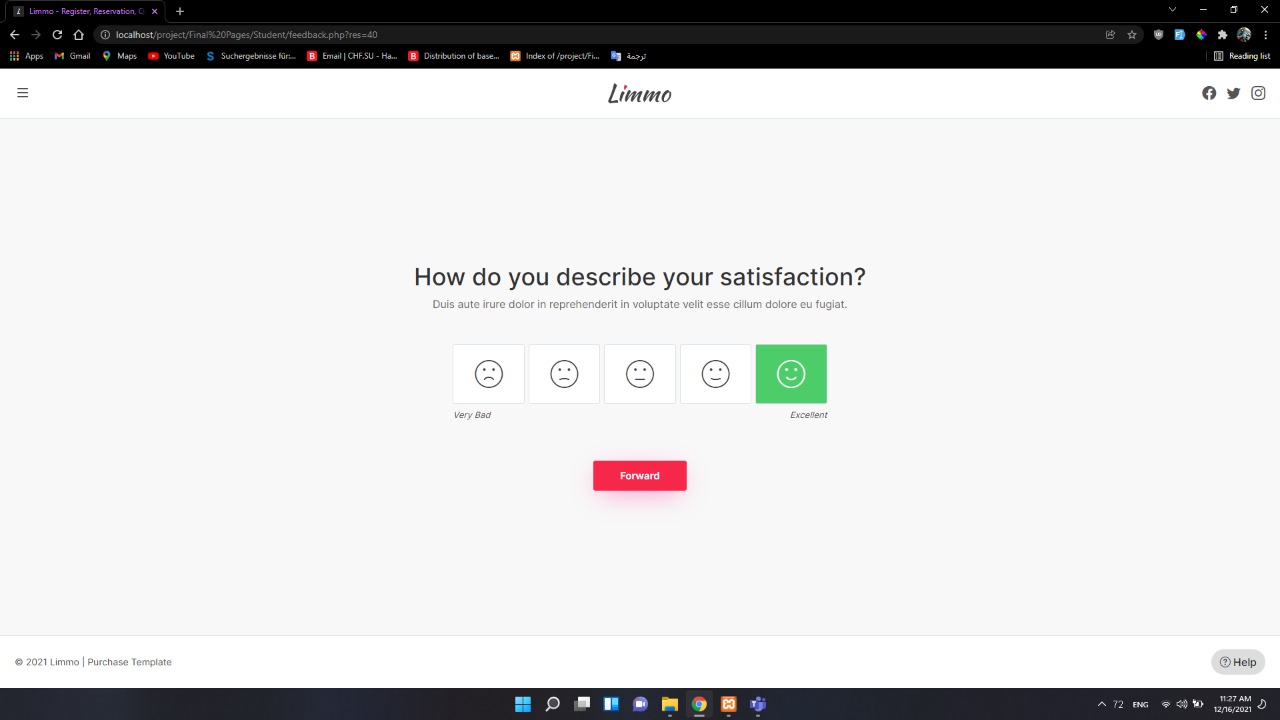 Limmo - Register, Reservation, Q
localhost/project/Final%20Pages/Student/feedback.php?res=40
Apps Gmail Maps YouTube Suchergebnisse für:... Email | CHF.SU - Ha... Distribution of base... Index of /project/Fi... ترجمة Reading list
Limmo
How do you describe your satisfaction?
Duis aute irure dolor in reprehenderit in voluptate velit esse cillum dolore eu fugiat.
Very Bad Excellent
Forward
© 2021 Limmo | Purchase Template
Help
72 ENG 11:27 AM
12/16/2021